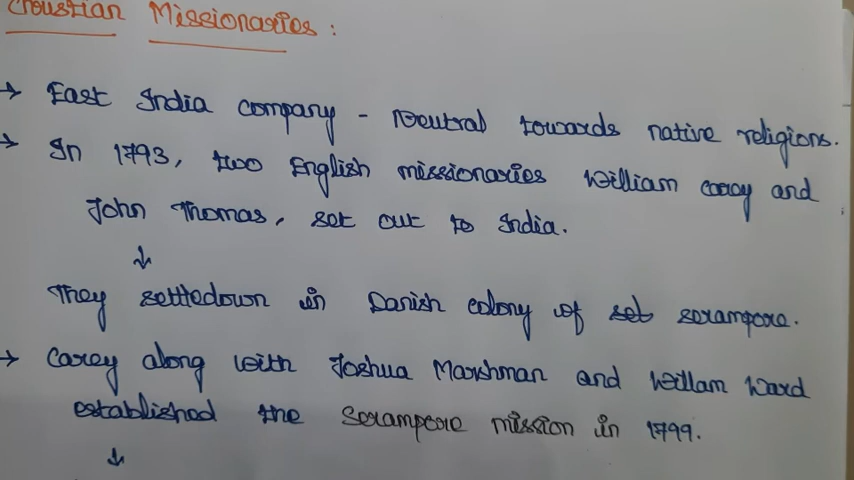 Christian Missionaries :
→ East India company - Neutral towards native religions.
→ In 1793, two English missionaries William carey and
John Thomas, set out to India.
↓
They settledown in Danish colony of set serampore.
→ Carey along with Joshua Marshman and Willam Ward
established the Serampore mission in 1799.
↓